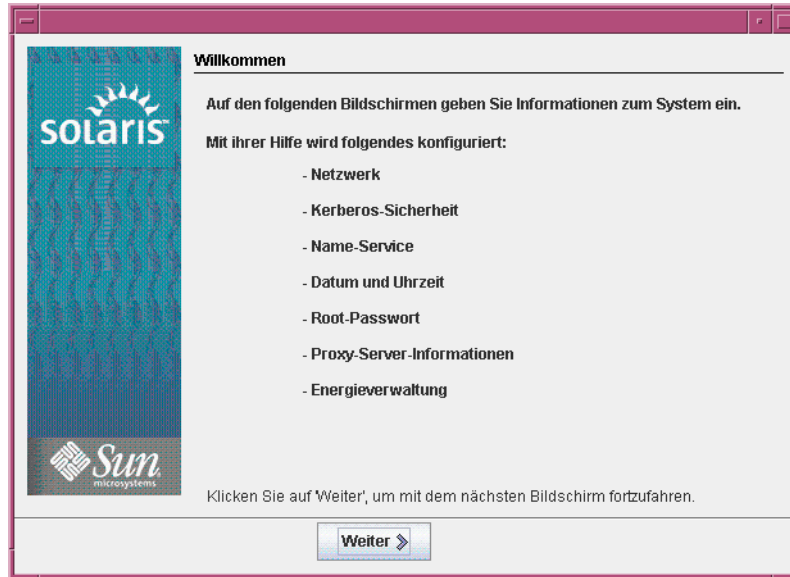 Willkommen
solaris™
Auf den folgenden Bildschirmen geben Sie Informationen zum System ein.
Mit ihrer Hilfe wird folgendes konfiguriert:
- Netzwerk
- Kerberos-Sicherheit
- Name-Service
- Datum und Uhrzeit
- Root-Passwort
- Proxy-Server-Informationen
- Energieverwaltung
Sun
microsystems
Klicken Sie auf 'Weiter', um mit dem nächsten Bildschirm fortzufahren.
Weiter